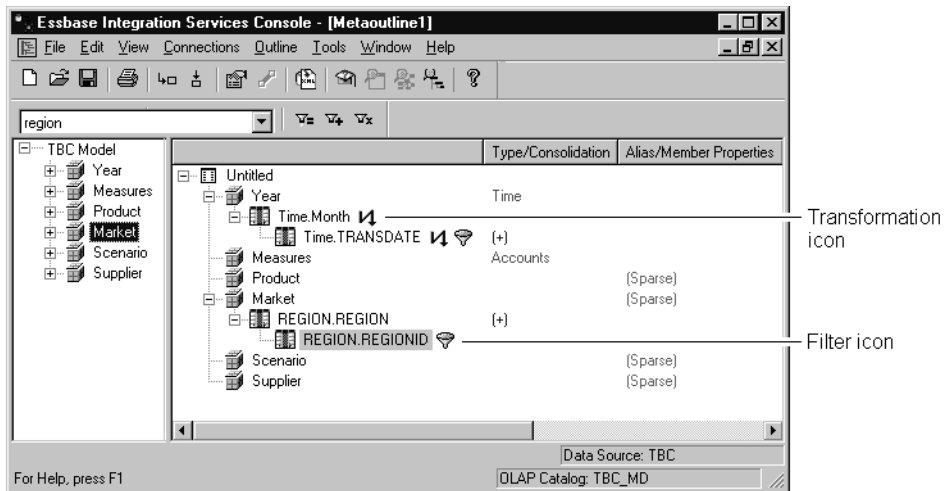 Essbase Integration Services Console - [Metaoutline1]
File Edit View Connections Outline Tools Window Help
XML
region
TBC Model
Year
Measures
Product
Market
Scenario
Supplier
Type/Consolidation Alias/Member Properties
Untitled
Year Time
Time.Month
Time.TRANSDATE (+)
Measures Accounts
Product (Sparse)
Market (Sparse)
REGION.REGION (+)
REGION.REGIONID
Scenario (Sparse)
Supplier (Sparse)
Transformation
icon
Filter icon
Data Source: TBC
For Help, press F1
OLAP Catalog: TBC_MD